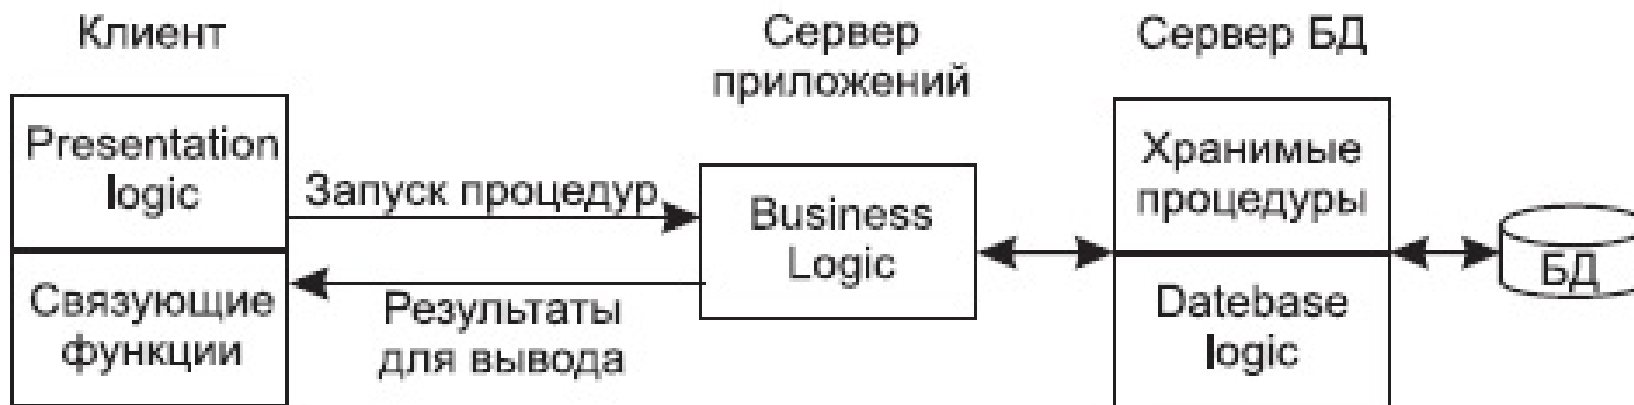 Клиент
Сервер
приложений
Сервер БД
Presentation
logic
Связующие
функции
Запуск процедур
Результаты
для вывода
Business
Logic
Хранимые
процедуры
Datebase
logic
БД